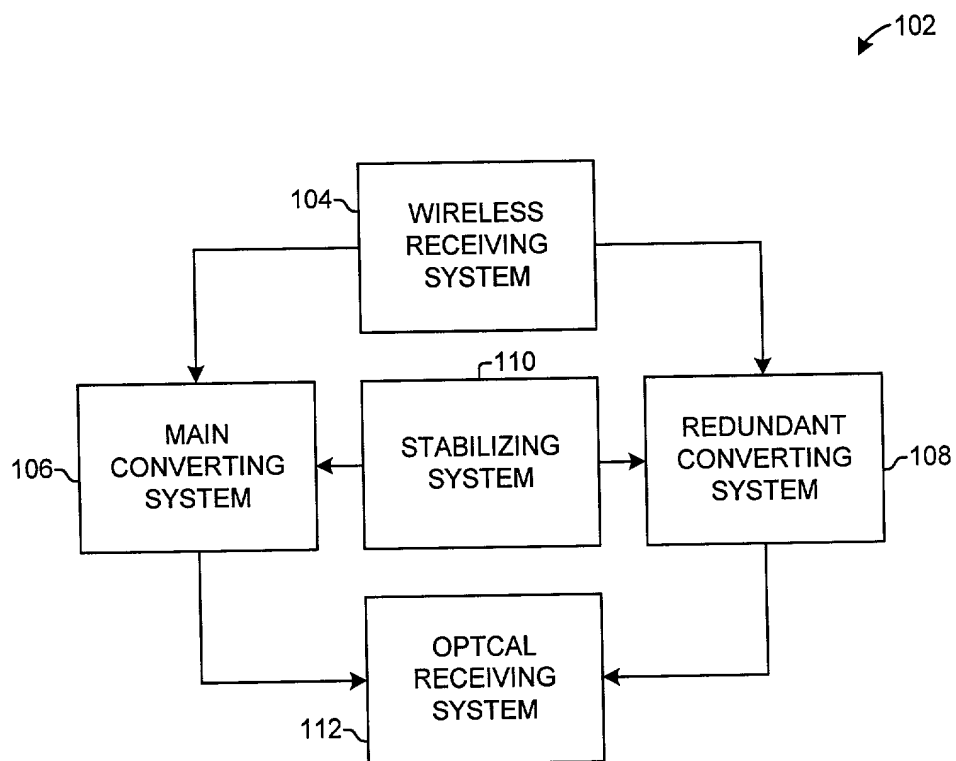 102
104
WIRELESS
RECEIVING
SYSTEM
110
106
MAIN
CONVERTING
SYSTEM
STABILIZING
SYSTEM
REDUNDANT
CONVERTING
SYSTEM
108
OPTCAL
RECEIVING
SYSTEM
112